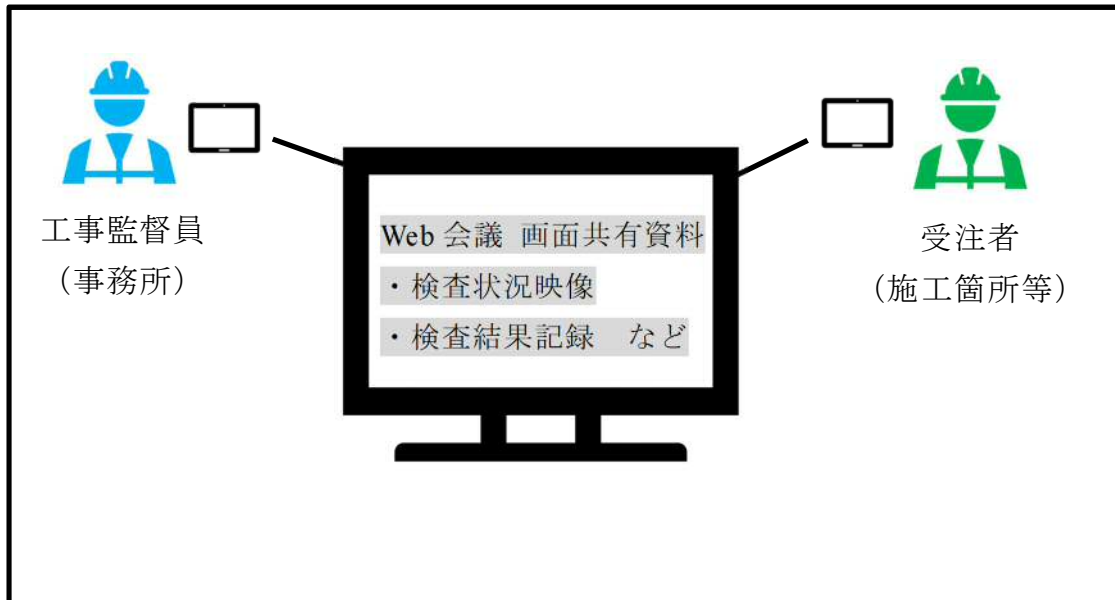 工事監督員
（事務所）
Web 会議 画面共有資料
・検査状況映像
・検査結果記録　など
受注者
（施工箇所等）